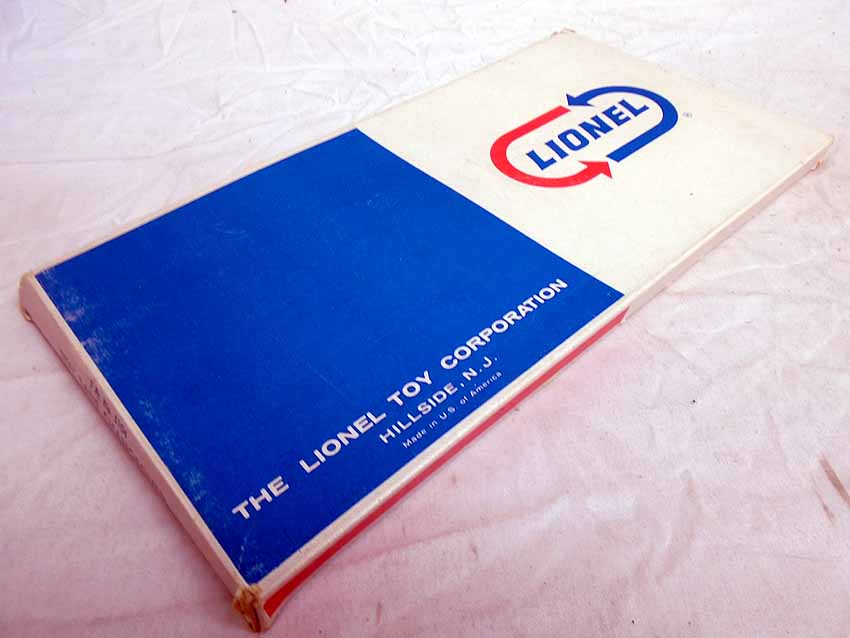 LIONEL
®
THE LIONEL TOY CORPORATION
HILLSIDE, N. J.
Made in U.S. of America